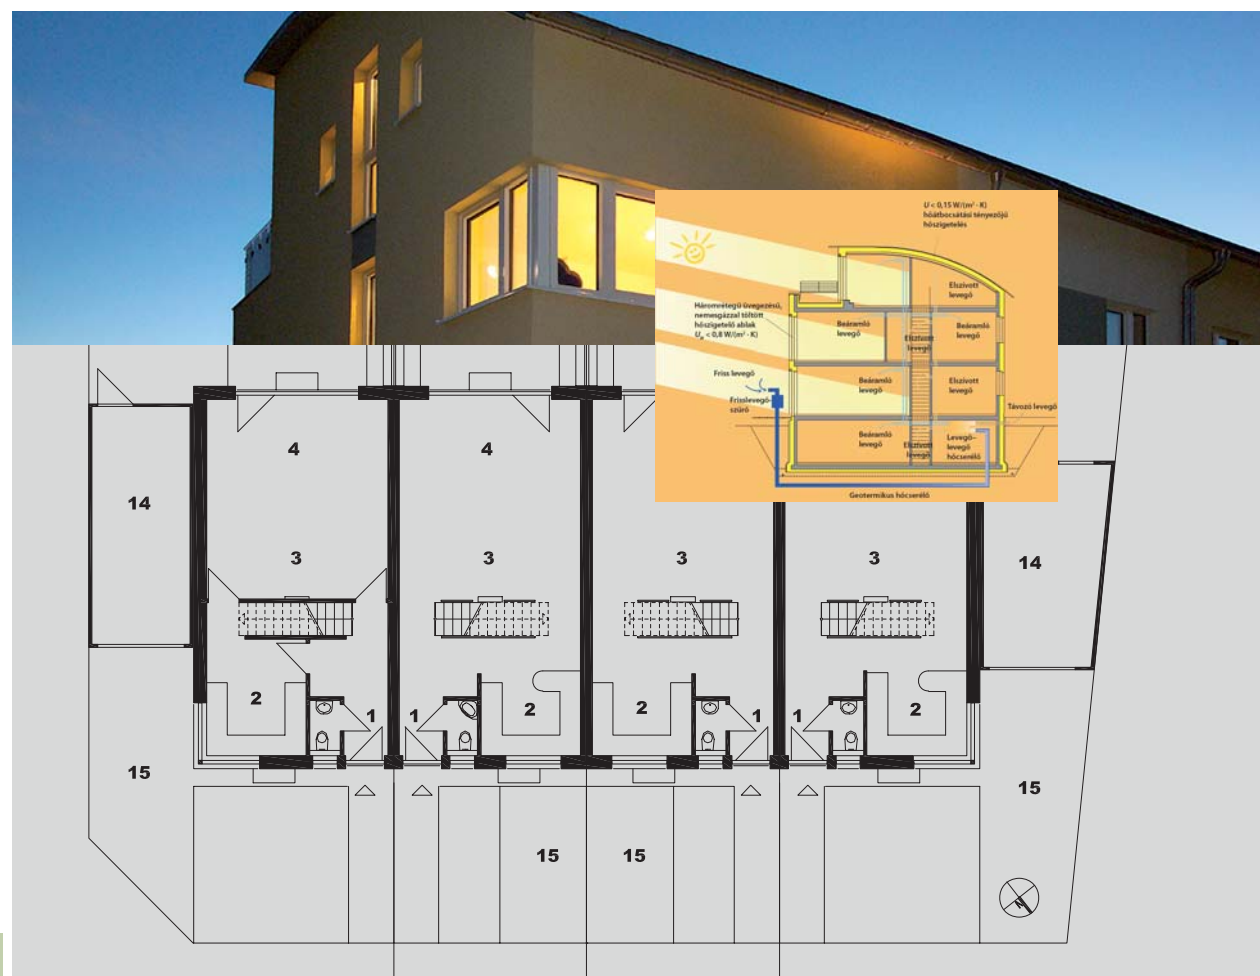 U < 0,15 W/(m² · K)
hőátbocsátási tényezőjű
hőszigetelés
Elszívott
levegő
Háromrétegű üvegezésű,
nemesgázzal töltött
hőszigetelő ablak
Uw < 0,8 W/(m² · K)
Beáramló
levegő
Elszívott
levegő
Beáramló
levegő
Friss levegő
Frisslevegő-
szűrő
Beáramló
levegő
Elszívott
levegő
Távozó levegő
Beáramló
levegő
Elszívott
levegő
Levegő–
levegő
hőcserélő
Geotermikus hőcserélő
4
4
14
3
3
3
3
14
2
1
1
2
2
1
1
2
15
15
15
15
N